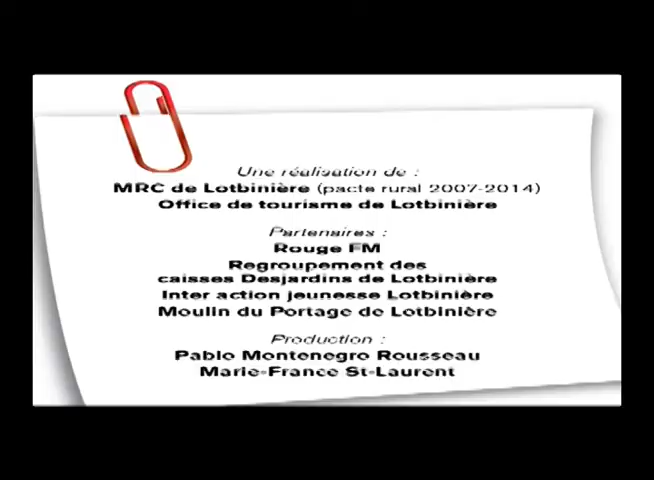 Une réalisation de :
MRC de Lotbinière (pacte rural 2007-2014)
Office de tourisme de Lotbinière
Partenaires :
Rouge FM
Regroupement des
caisses Desjardins de Lotbinière
Inter action jeunesse Lotbinière
Moulin du Portage de Lotbinière
Production :
Pablo Montenegro Rousseau
Marie-France St-Laurent